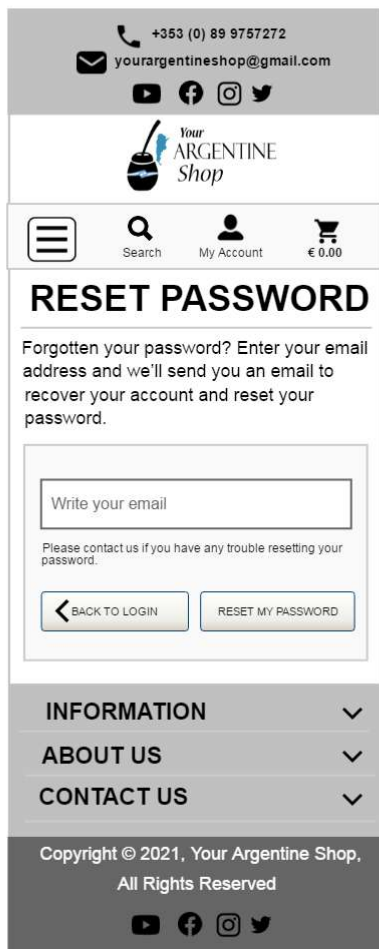 +353 (0) 89 9757272
yourargentineshop@gmail.com
Your
ARGENTINE
Shop
Search
My Account
€ 0.00
RESET PASSWORD
Forgotten your password? Enter your email
address and we'll send you an email to
recover your account and reset your
password.
Write your email
Please contact us if you have any trouble resetting your
password.
BACK TO LOGIN
RESET MY PASSWORD
INFORMATION
ABOUT US
CONTACT US
Copyright © 2021, Your Argentine Shop,
All Rights Reserved